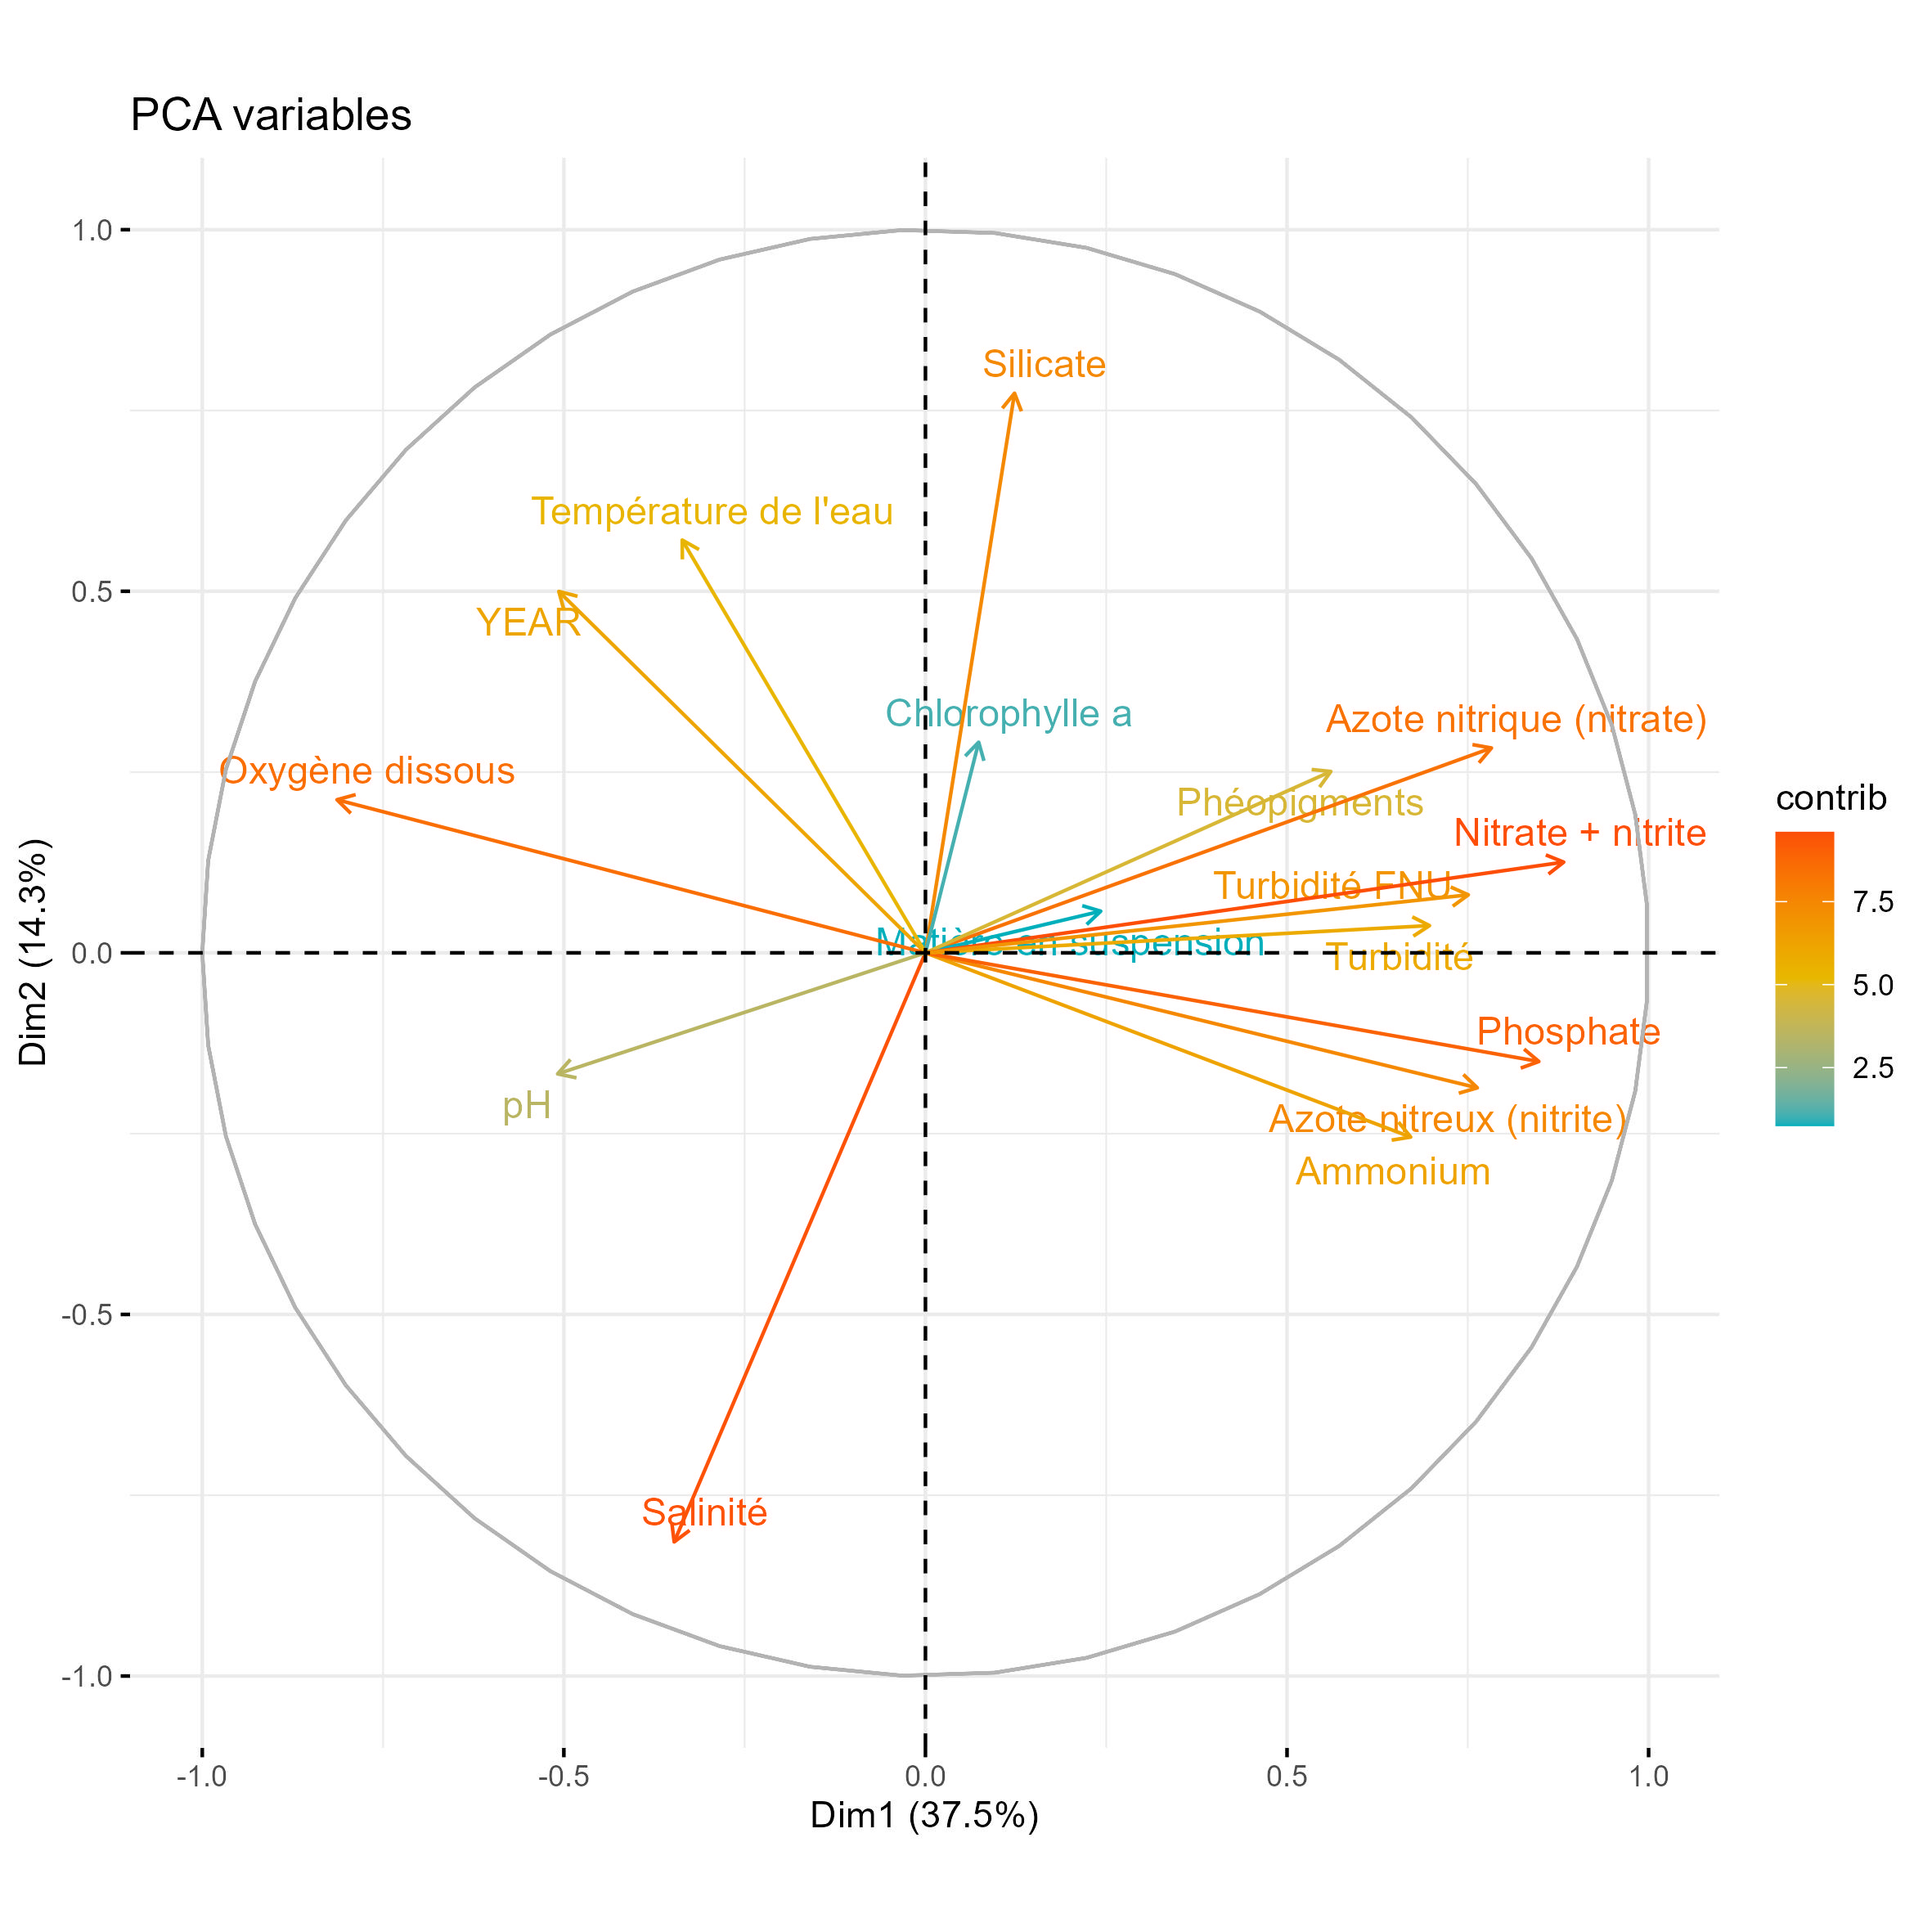 PCA variables
1.0
Silicate
Température de l'eau
0.5
YEAR
Chlorophylle a
Azote nitrique (nitrate)
Oxygène dissous
Phéopigments
Nitrate + nitrite
Turbidité FNU
Matière en suspension
0.0
Turbidité
Phosphate
pH
Azote nitreux (nitrite)
Ammonium
-0.5
Salinité
-1.0
-1.0 -0.5 0.0 0.5 1.0
Dim1 (37.5%)
Dim2 (14.3%)
contrib
7.5
5.0
2.5